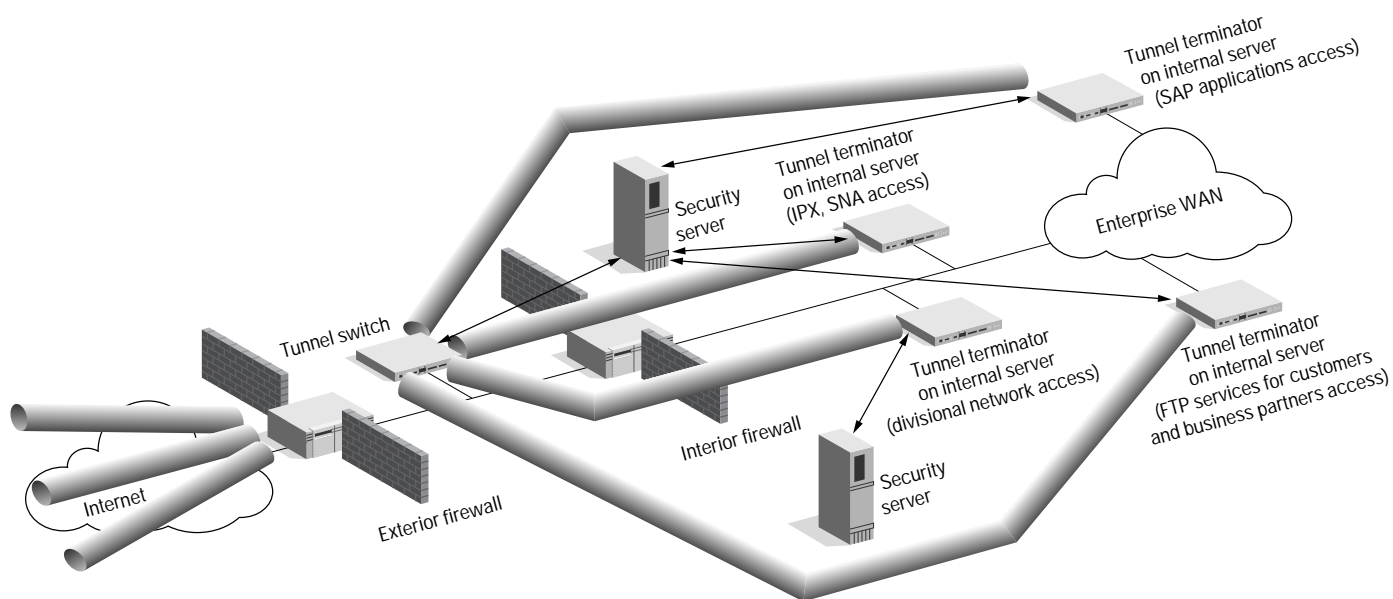 Tunnel terminator
on internal server
(SAP applications access)
Tunnel terminator
on internal server
(IPX, SNA access)
Security
server
Enterprise WAN
Tunnel switch
Tunnel terminator
on internal server
(divisional network access)
Tunnel terminator
on internal server
(FTP services for customers
and business partners access)
Interior firewall
Security
server
Internet
Exterior firewall